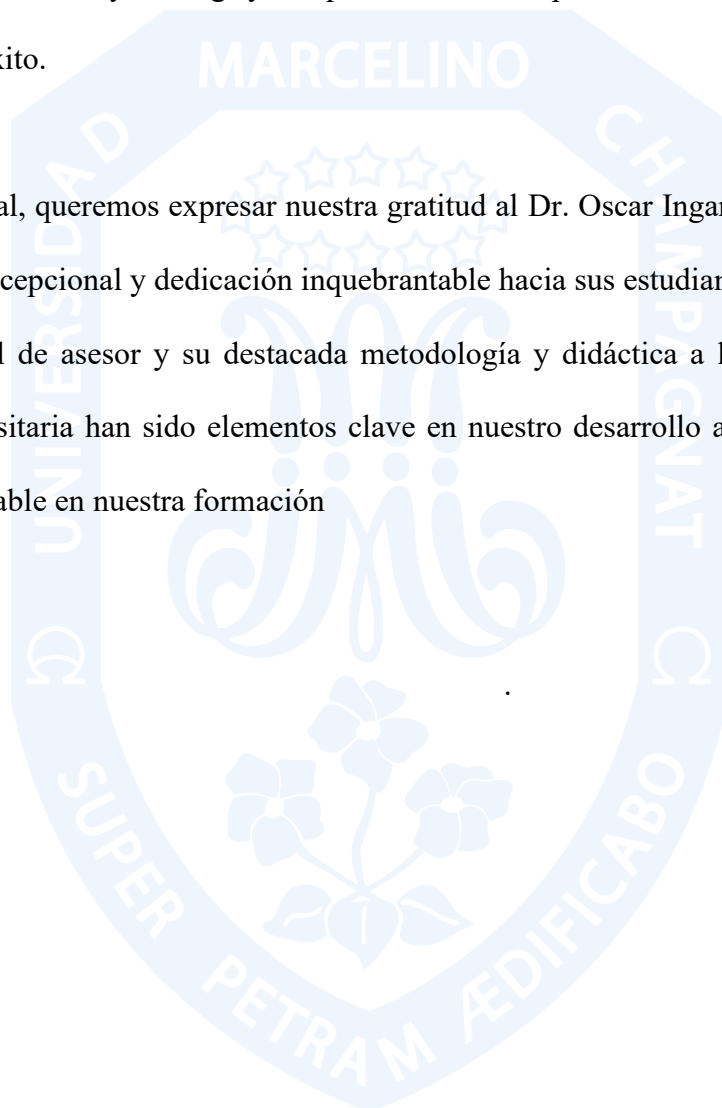 xito.
MARCELINO
UNIVERSIDAD
CHAMPAGNAT
al, queremos expresar nuestra gratitud al Dr. Oscar Ingar
cepcional y dedicación inquebrantable hacia sus estudian
l de asesor y su destacada metodología y didáctica a l
sitaria han sido elementos clave en nuestro desarrollo a
able en nuestra formación
.
SUPER PETRAM ÆDIFICABO